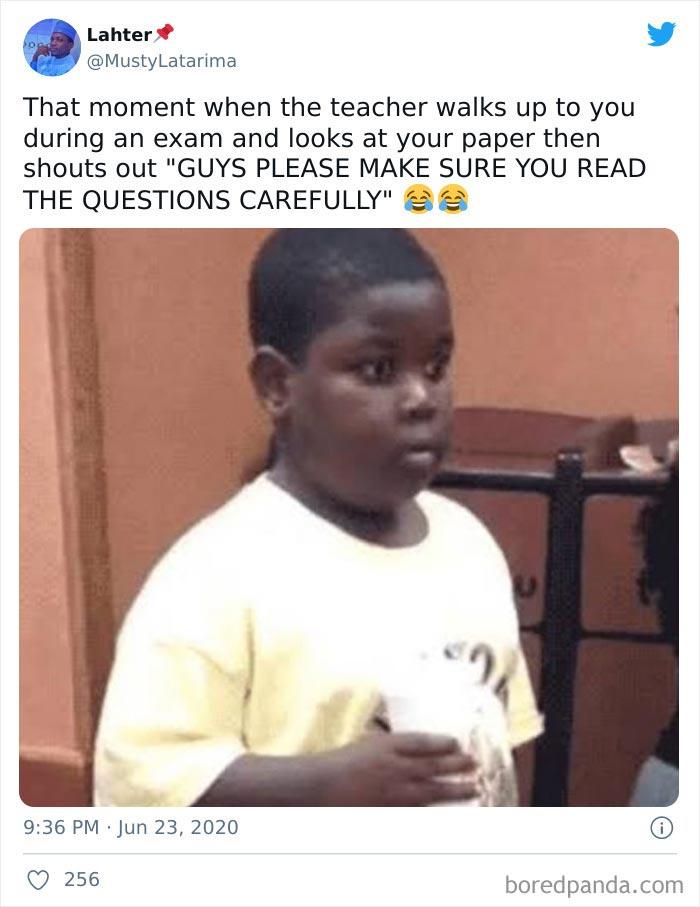 Lahter📌
@MustyLatarima
That moment when the teacher walks up to you
during an exam and looks at your paper then
shouts out "GUYS PLEASE MAKE SURE YOU READ
THE QUESTIONS CAREFULLY" 😂😂
9:36 PM · Jun 23, 2020
256
boredpanda.com